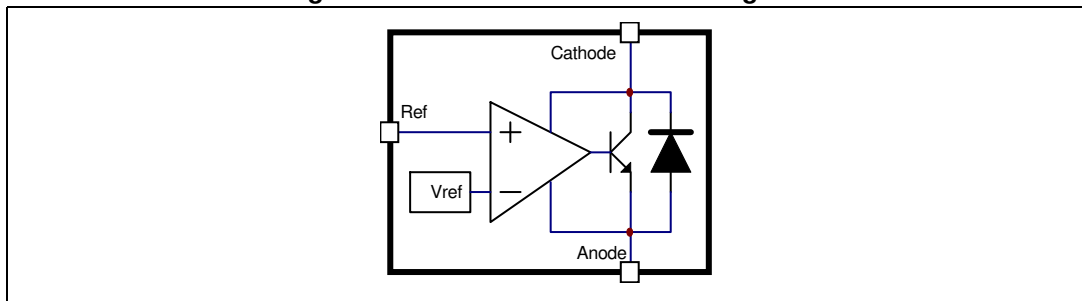 Cathode
Ref
+
Vref
−
Anode